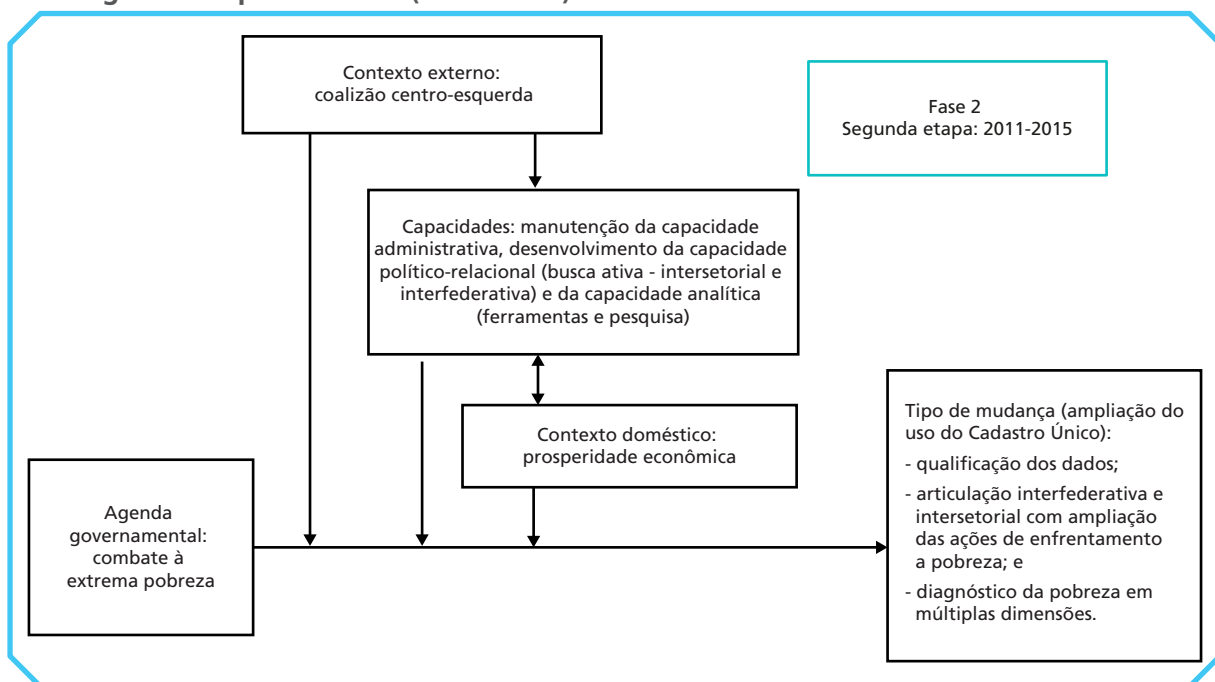 Contexto externo:
coalizão centro-esquerda
Fase 2
Segunda etapa: 2011-2015
Capacidades: manutenção da capacidade
administrativa, desenvolvimento da capacidade
político-relacional (busca ativa - intersetorial e
interfederativa) e da capacidade analítica
(ferramentas e pesquisa)
Contexto doméstico:
prosperidade econômica
Agenda
governamental:
combate à
extrema pobreza
Tipo de mudança (ampliação do
uso do Cadastro Único):
- qualificação dos dados;
- articulação interfederativa e
intersetorial com ampliação
das ações de enfrentamento
a pobreza; e
- diagnóstico da pobreza em
múltiplas dimensões.